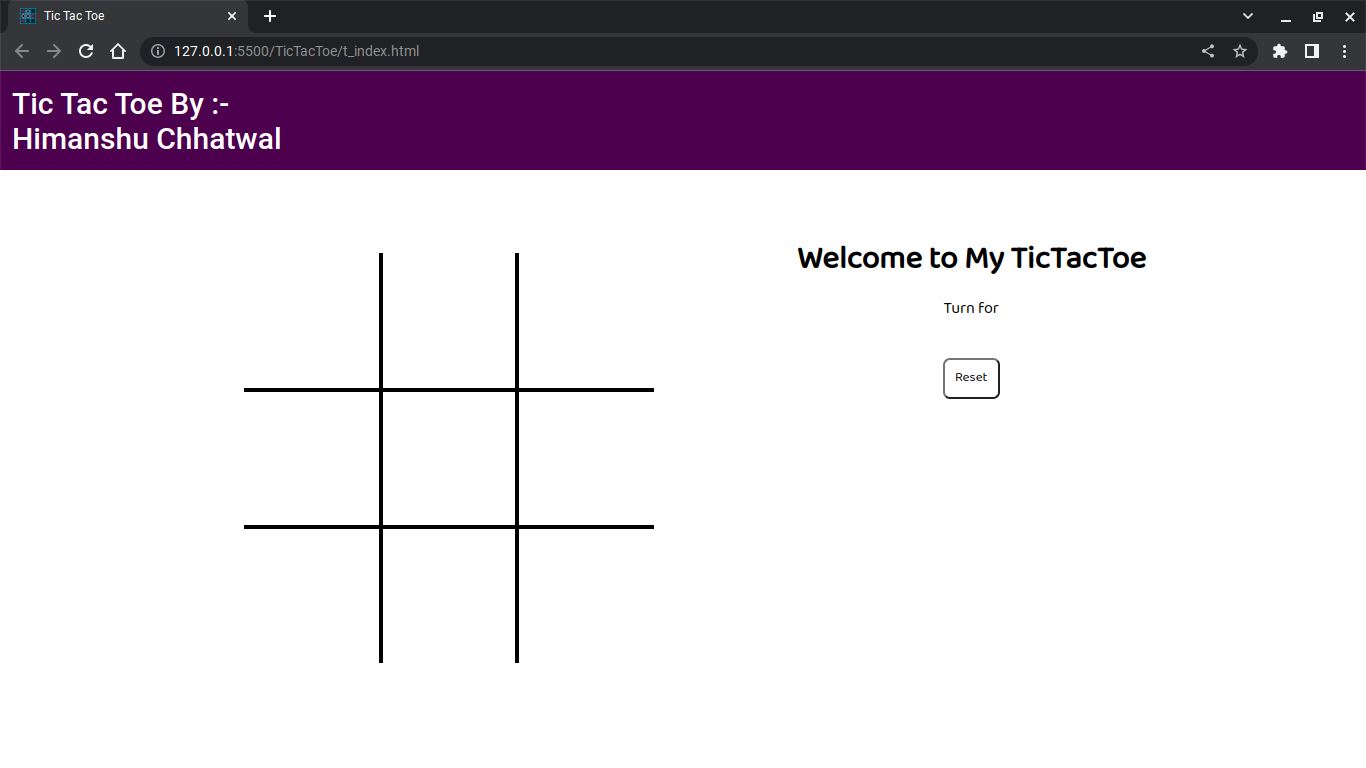 Tic Tac Toe
127.0.0.1:5500/TicTacToe/t_index.html
Tic Tac Toe By :-
Himanshu Chhatwal
Welcome to My TicTacToe
Turn for
Reset